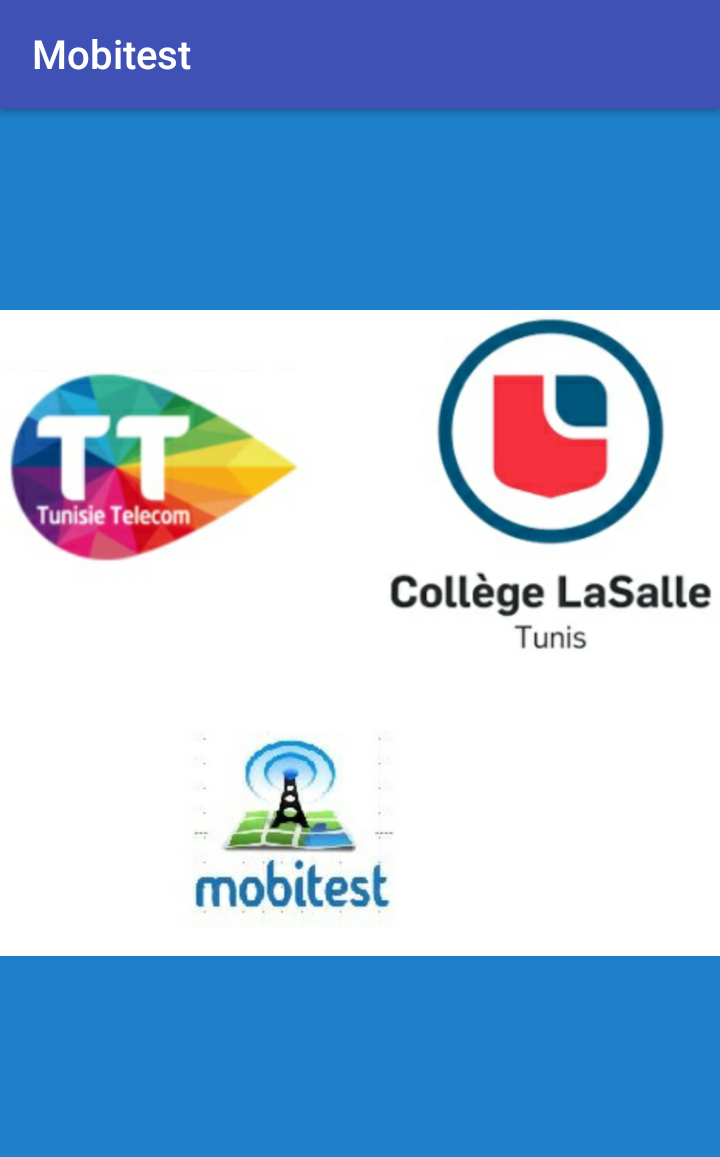 Mobitest
TT
Tunisie Telecom
Collège LaSalle
Tunis
mobitest